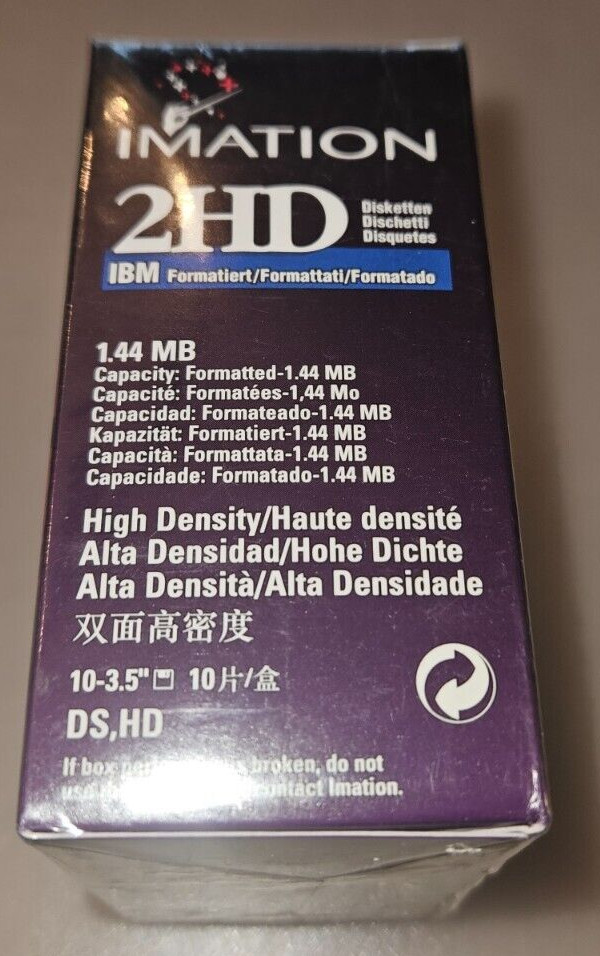 IMATION
2HD
Disketten
Dischetti
Disquetes
IBM Formatiert/Formattati/Formatado
1.44 MB
Capacity: Formatted-1.44 MB
Capacité: Formatées-1,44 Mo
Capacidad: Formateado-1.44 MB
Kapazität: Formatiert-1.44 MB
Capacità: Formattata-1.44 MB
Capacidade: Formatado-1.44 MB
High Density/Haute densité
Alta Densidad/Hohe Dichte
Alta Densità/Alta Densidade
双面高密度
10-3.5" 10片/盒
DS,HD
If box broken, do not
contact Imation.